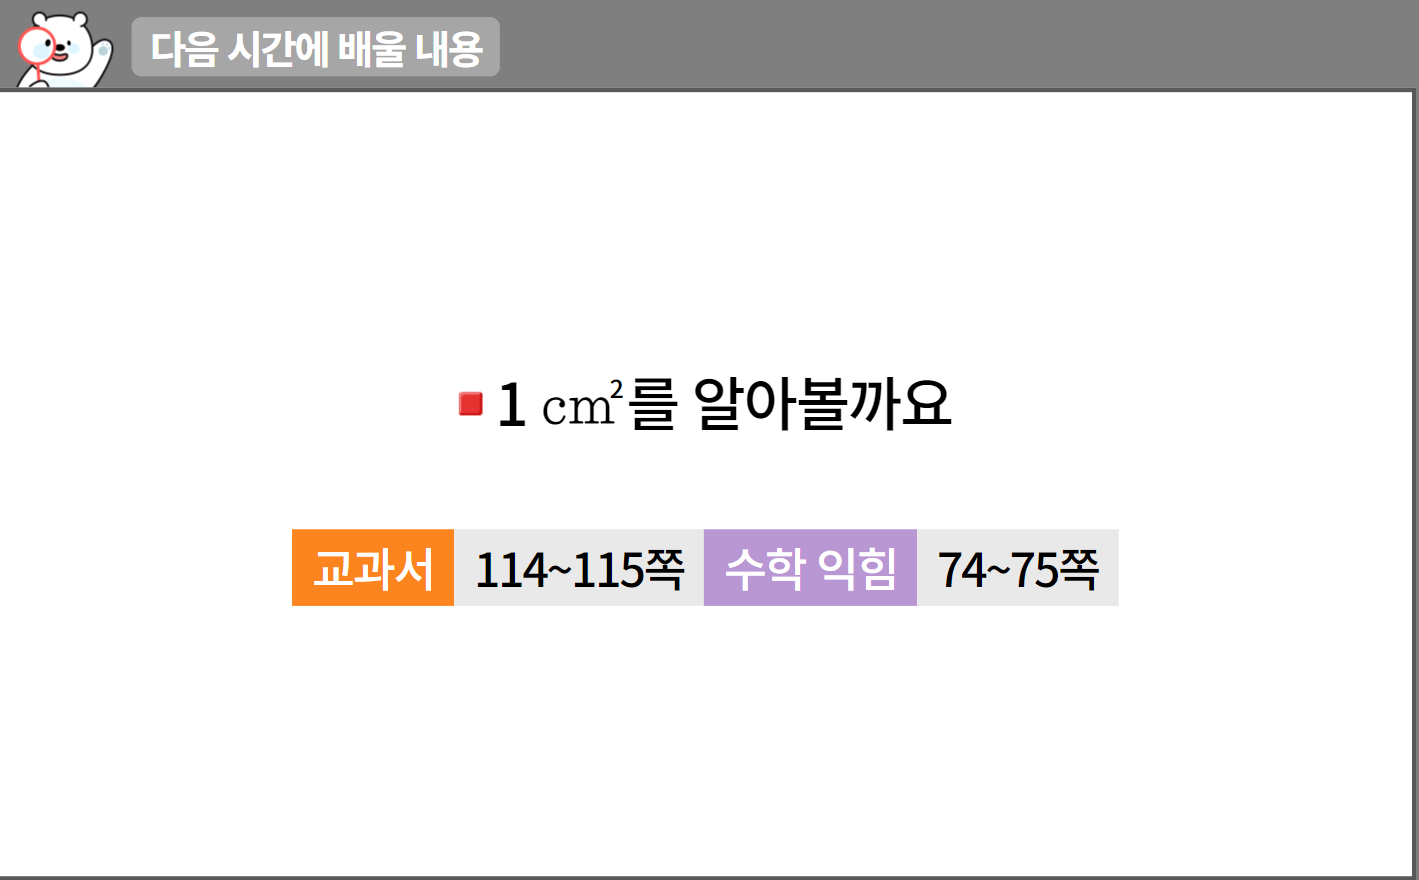 다음 시간에 배울 내용
1 cm²를 알아볼까요
교과서 114~115쪽 수학 익힘 74~75쪽